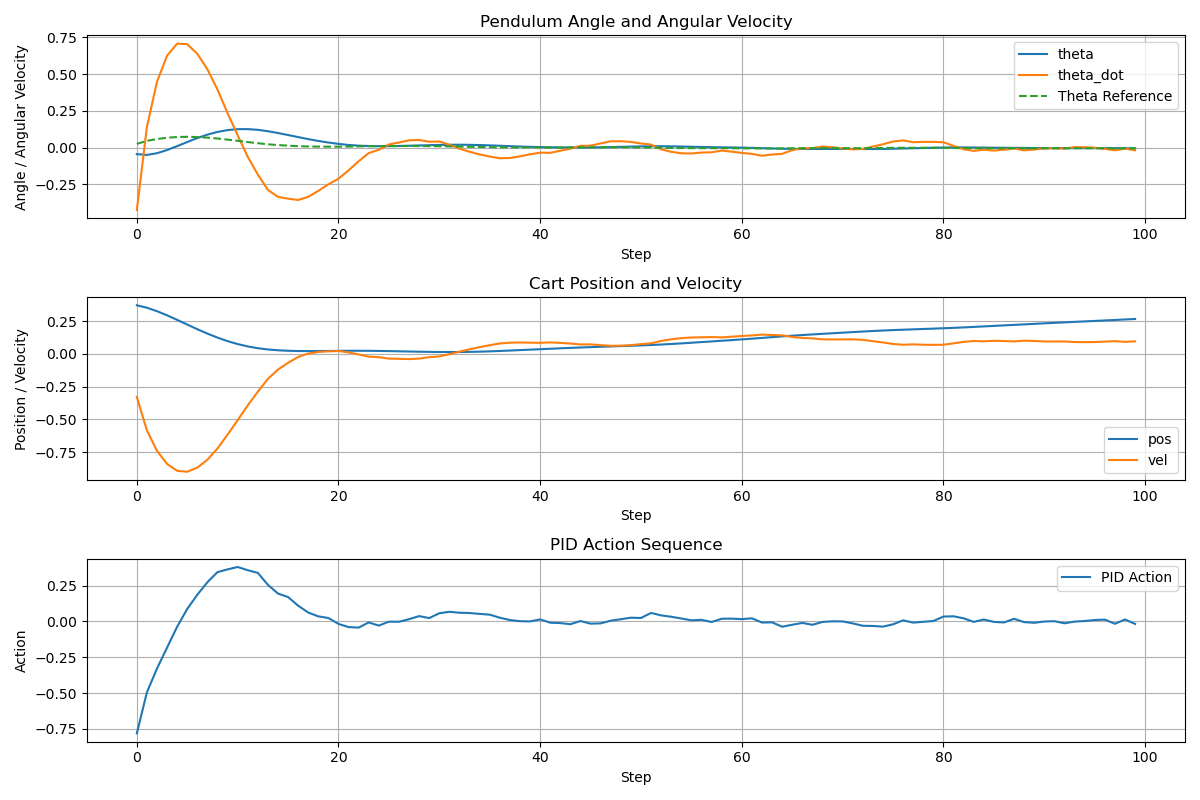 Pendulum Angle and Angular Velocity
Angle / Angular Velocity
0.75
0.50
0.25
0.00
−0.25
theta
theta_dot
Theta Reference
0 20 40 60 80 100
Step
Cart Position and Velocity
Position / Velocity
0.25
0.00
−0.25
−0.50
−0.75
pos
vel
0 20 40 60 80 100
Step
PID Action Sequence
Action
0.25
0.00
−0.25
−0.50
−0.75
PID Action
0 20 40 60 80 100
Step